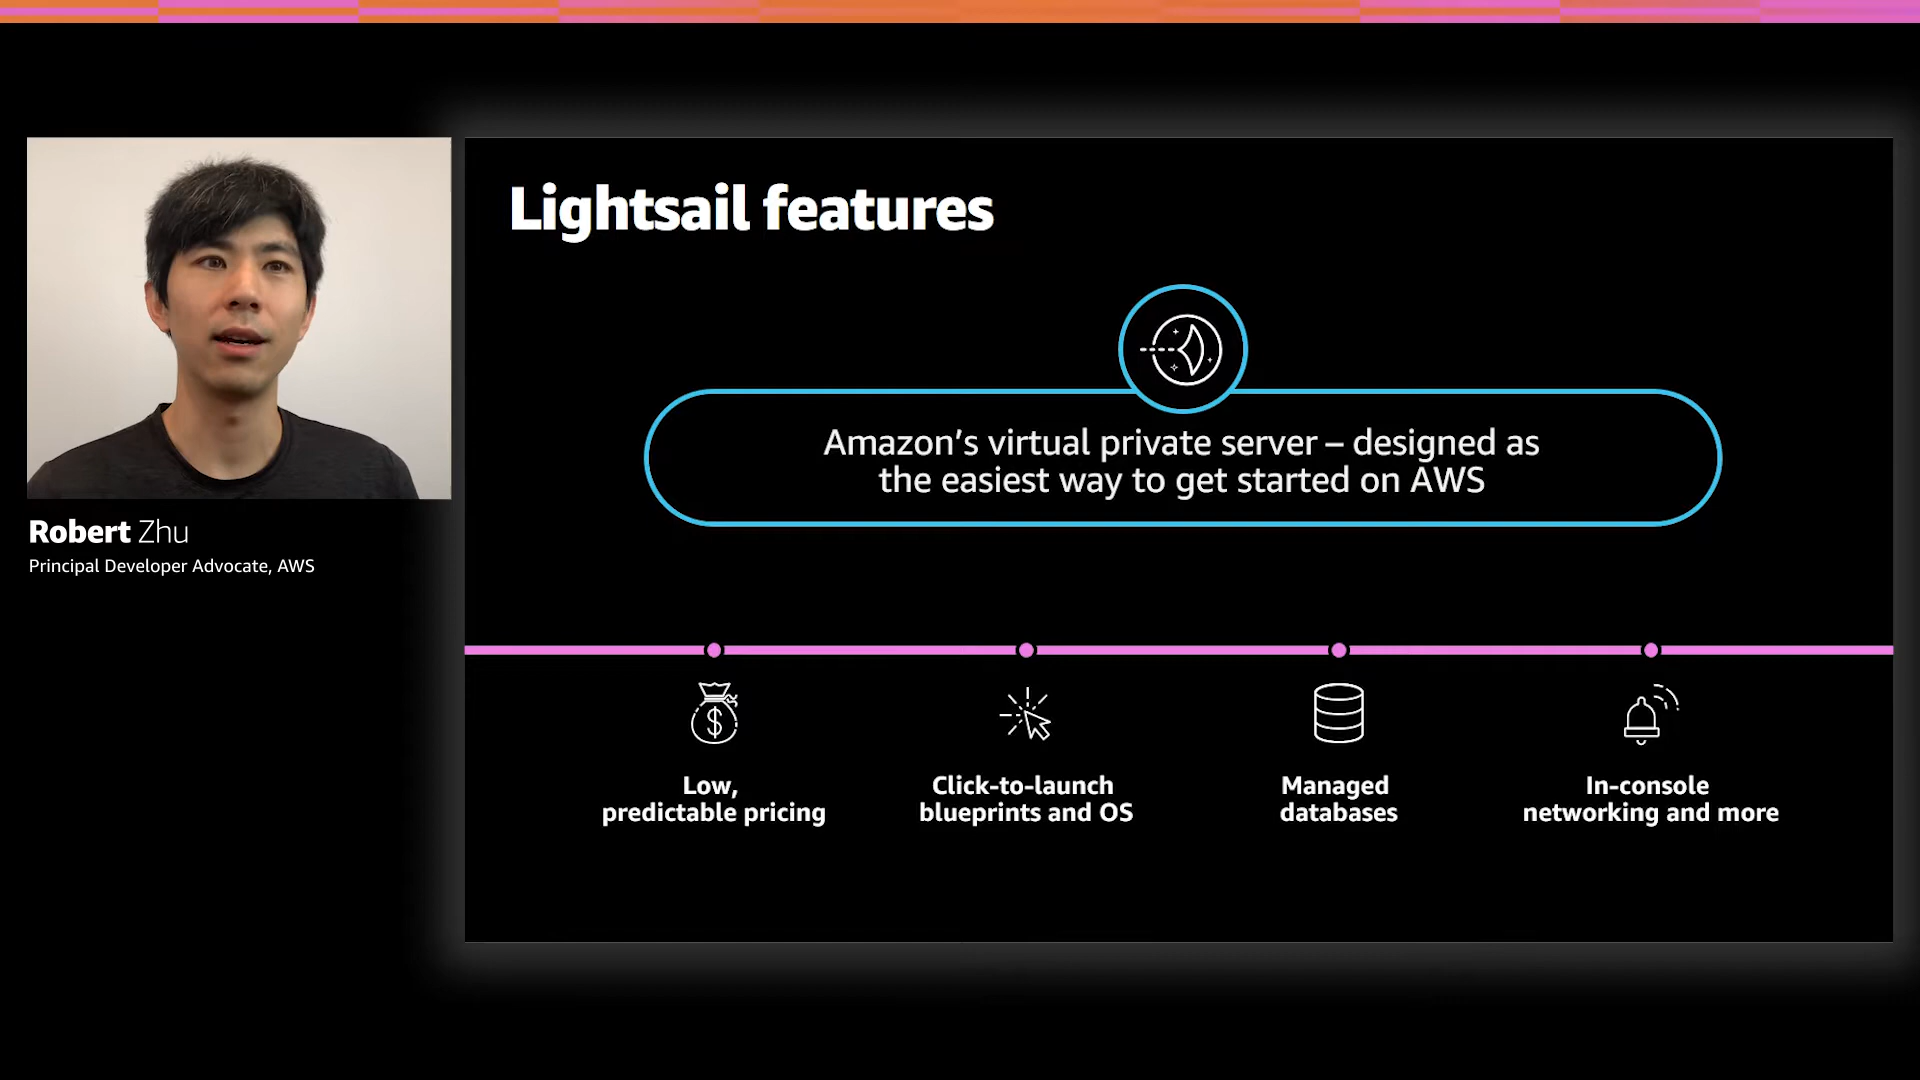 Lightsail features
Amazon’s virtual private server – designed as
the easiest way to get started on AWS
Robert Zhu
Principal Developer Advocate, AWS
$
Low,
predictable pricing
Click-to-launch
blueprints and OS
Managed
databases
In-console
networking and more